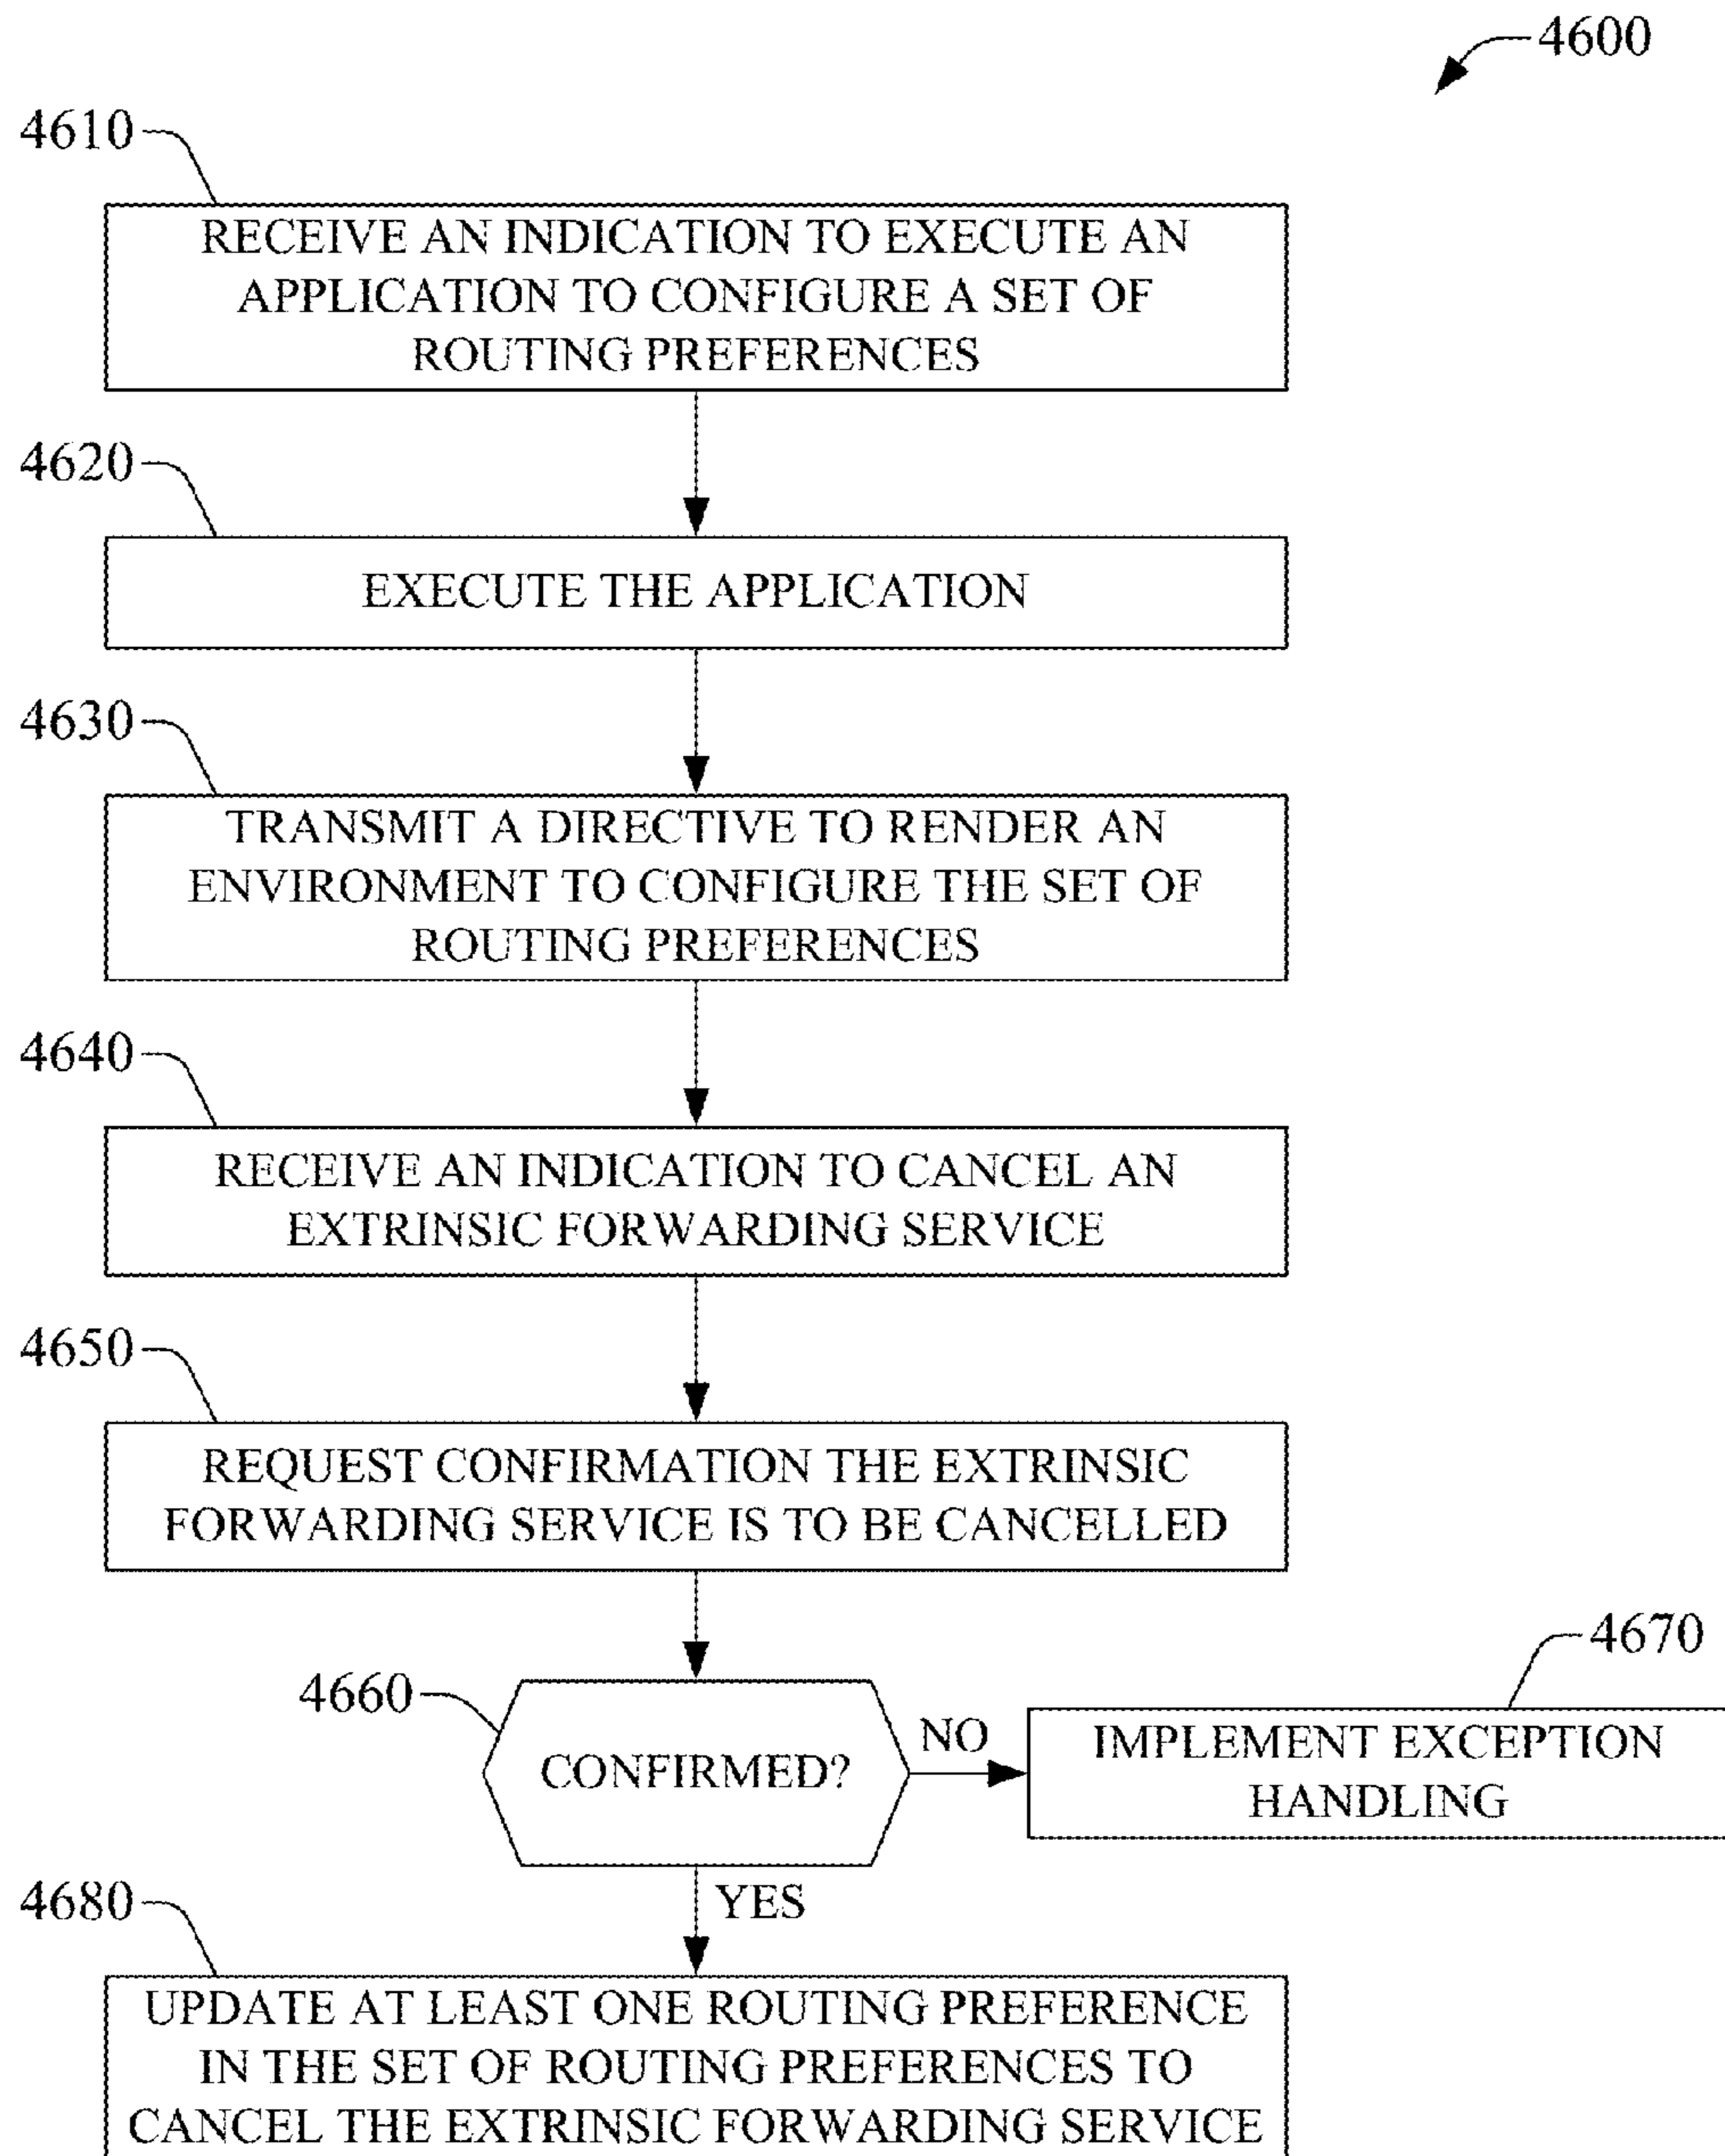 4600
4610
RECEIVE AN INDICATION TO EXECUTE AN
APPLICATION TO CONFIGURE A SET OF
ROUTING PREFERENCES
4620
EXECUTE THE APPLICATION
4630
TRANSMIT A DIRECTIVE TO RENDER AN
ENVIRONMENT TO CONFIGURE THE SET OF
ROUTING PREFERENCES
4640
RECEIVE AN INDICATION TO CANCEL AN
EXTRINSIC FORWARDING SERVICE
4650
REQUEST CONFIRMATION THE EXTRINSIC
FORWARDING SERVICE IS TO BE CANCELLED
4660
CONFIRMED?
NO
4670
IMPLEMENT EXCEPTION
HANDLING
YES
4680
UPDATE AT LEAST ONE ROUTING PREFERENCE
IN THE SET OF ROUTING PREFERENCES TO
CANCEL THE EXTRINSIC FORWARDING SERVICE